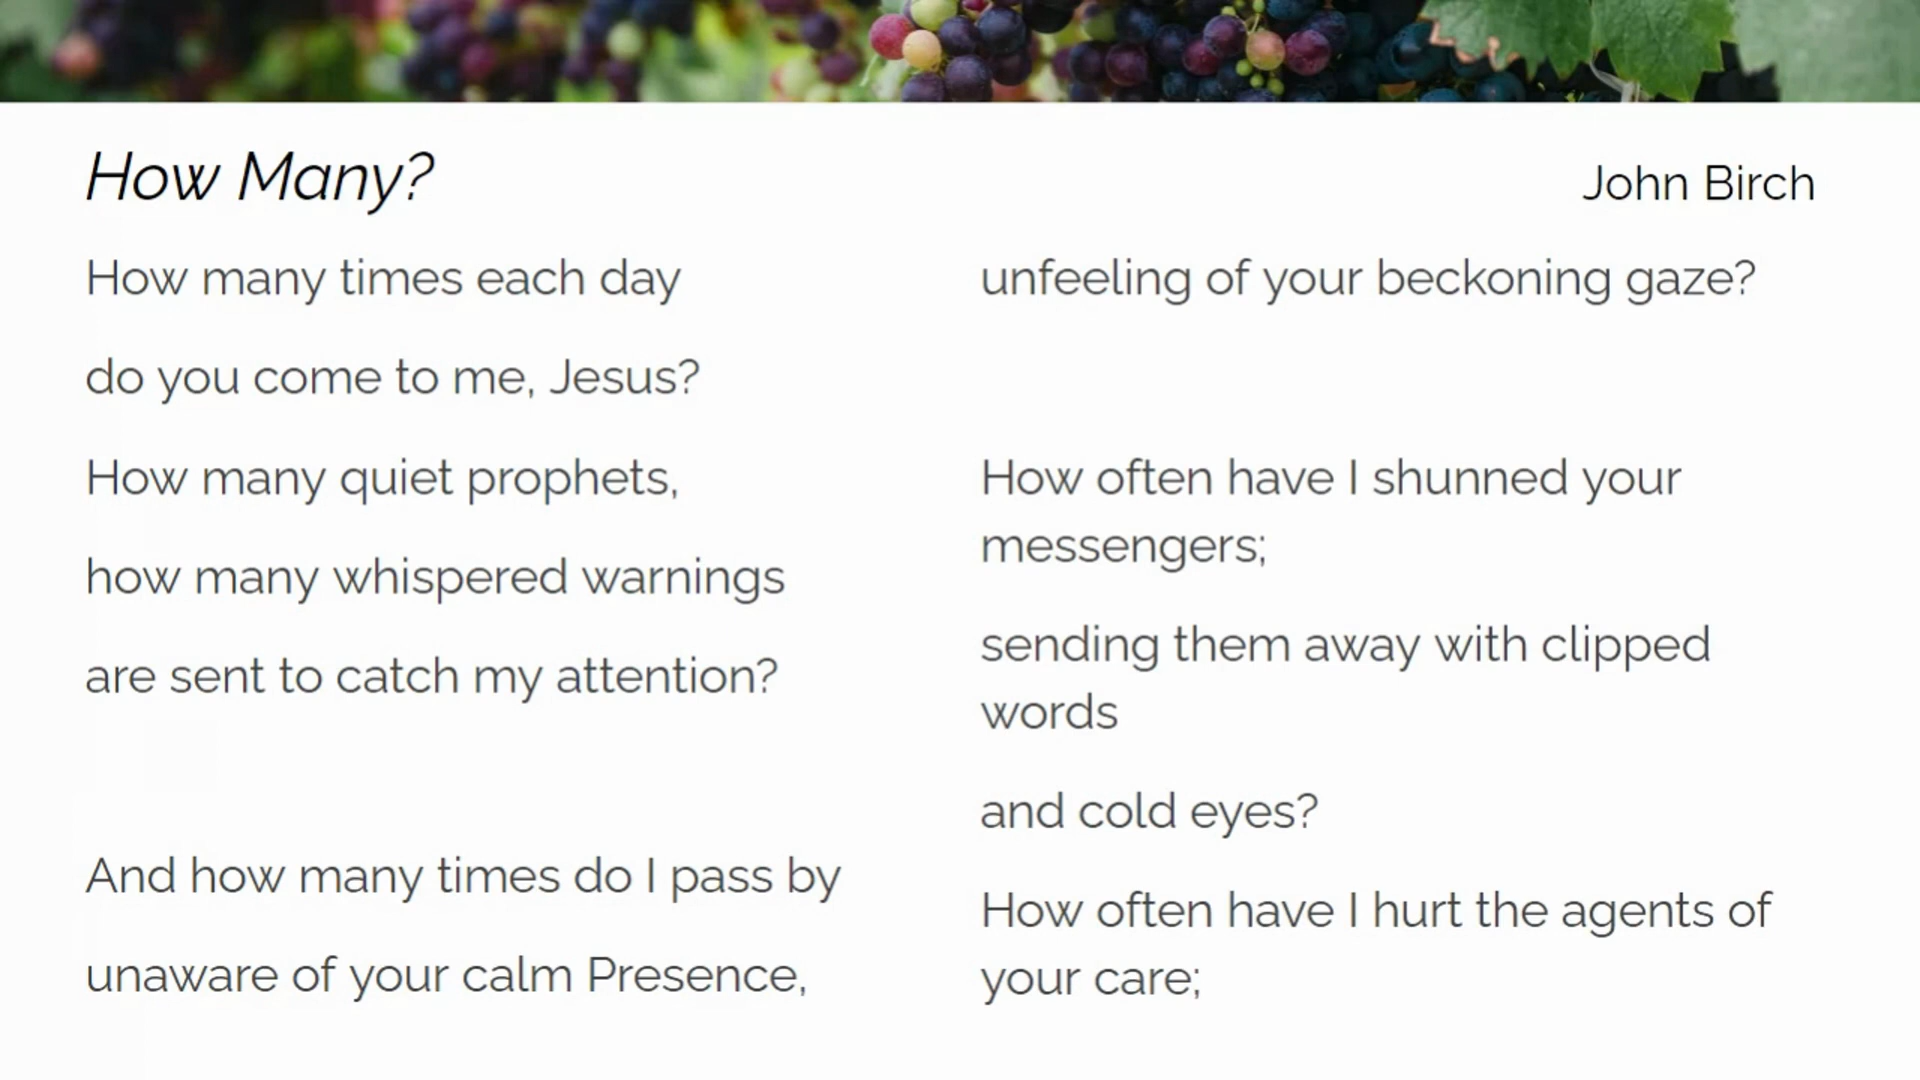 How Many?
John Birch
How many times each day
do you come to me, Jesus?
How many quiet prophets,
how many whispered warnings
are sent to catch my attention?
And how many times do I pass by
unaware of your calm Presence,
unfeeling of your beckoning gaze?
How often have I shunned your
messengers;
sending them away with clipped
words
and cold eyes?
How often have I hurt the agents of
your care;